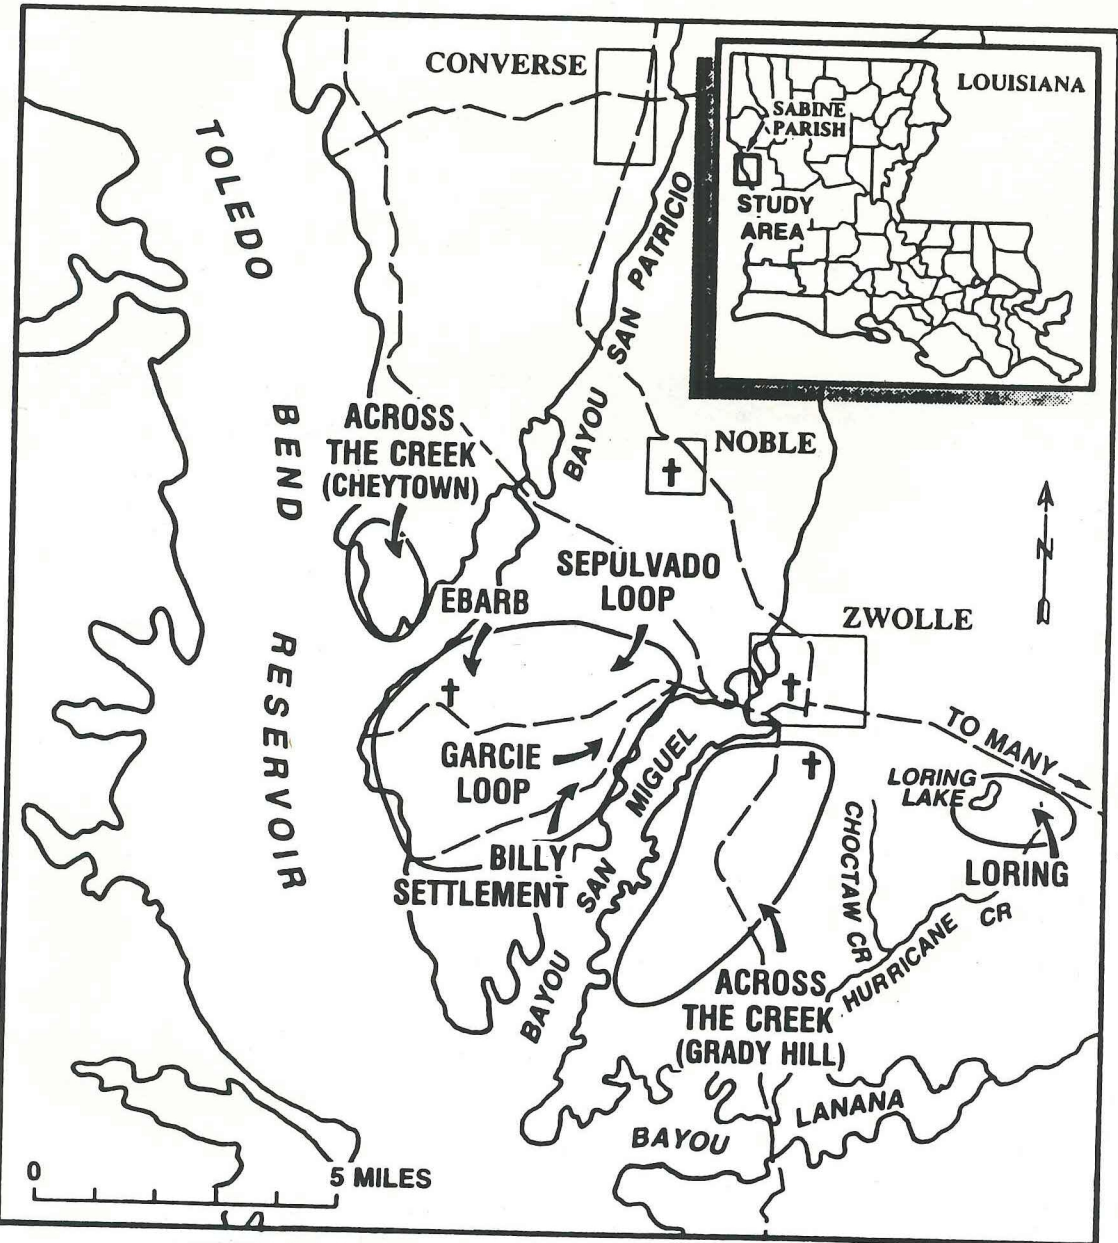 CONVERSE
LOUISIANA
SABINE
PARISH
STUDY
AREA
TOLEDO
BEND
RESERVOIR
BAYOU SAN PATRICIO
ACROSS
THE CREEK
(CHEYTOWN)
NOBLE
N
SEPULVADO
LOOP
EBARB
ZWOLLE
TO MANY
GARCIE
LOOP
BAYOU SAN MIGUEL
LORING
LAKE
BILLY
SETTLEMENT
CHOCTAW CR
LORING
HURRICANE CR
ACROSS
THE CREEK
(GRADY HILL)
BAYOU LANANA
0 5 MILES